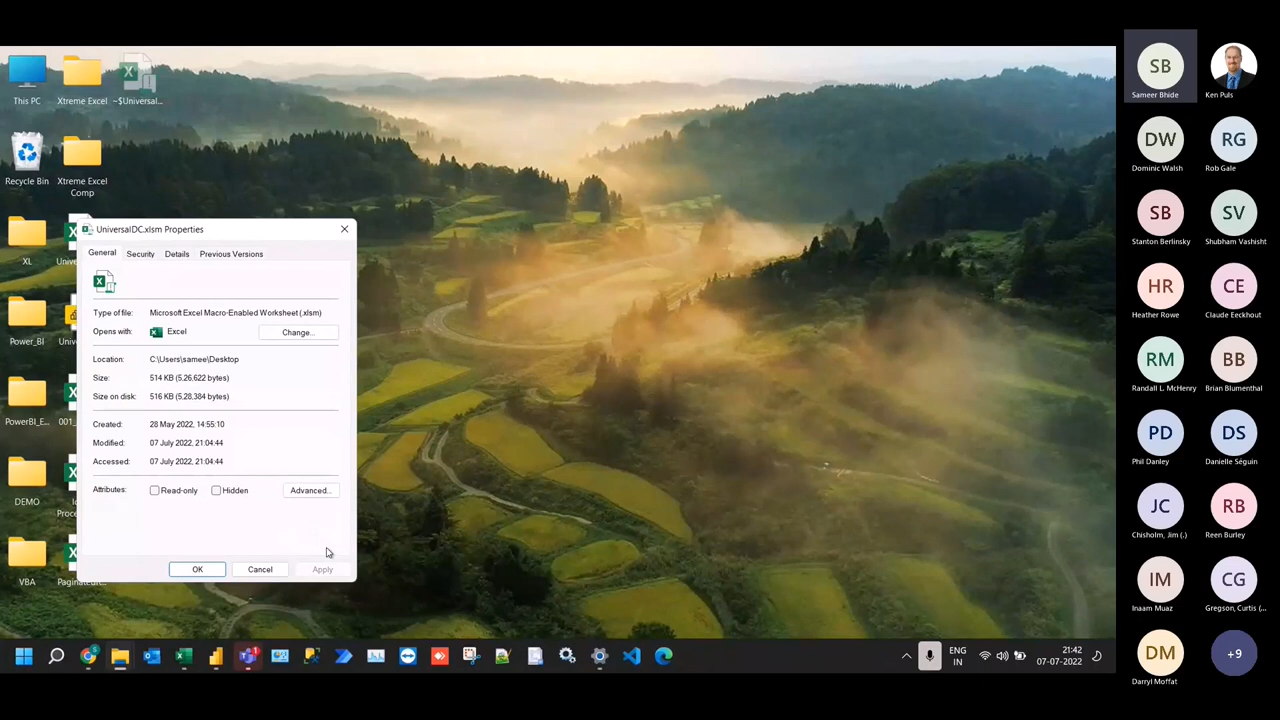 This PC
Xtreme Excel
~$Universal...
Recycle Bin
Xtreme Excel
Comp
XL
Power_BI
PowerBI_E...
DEMO
VBA
UniversalDC.xlsm Properties
General
Security
Details
Previous Versions
Type of file:
Microsoft Excel Macro-Enabled Worksheet (.xlsm)
Opens with:
Excel
Change...
Location:
C:\Users\samee\Desktop
Size:
514 KB (5,26,622 bytes)
Size on disk:
516 KB (5,28,384 bytes)
Created:
28 May 2022, 14:55:10
Modified:
07 July 2022, 21:04:44
Accessed:
07 July 2022, 21:04:44
Attributes:
Read-only
Hidden
Advanced...
OK
Cancel
Apply
ENG
IN
21:42
07-07-2022
SB
Sameer Bhide
Ken Puls
DW
Dominic Walsh
RG
Rob Gale
SB
Stanton Berlinsky
SV
Shubham Vashisht
HR
Heather Rowe
CE
Claude Eeckhout
RM
Randall L. McHenry
BB
Brian Blumenthal
PD
Phil Danley
DS
Danielle Séguin
JC
Chisholm, Jim (.)
RB
Reen Burley
IM
Inaam Muaz
CG
Gregson, Curtis (...
DM
Darryl Moffat
+9